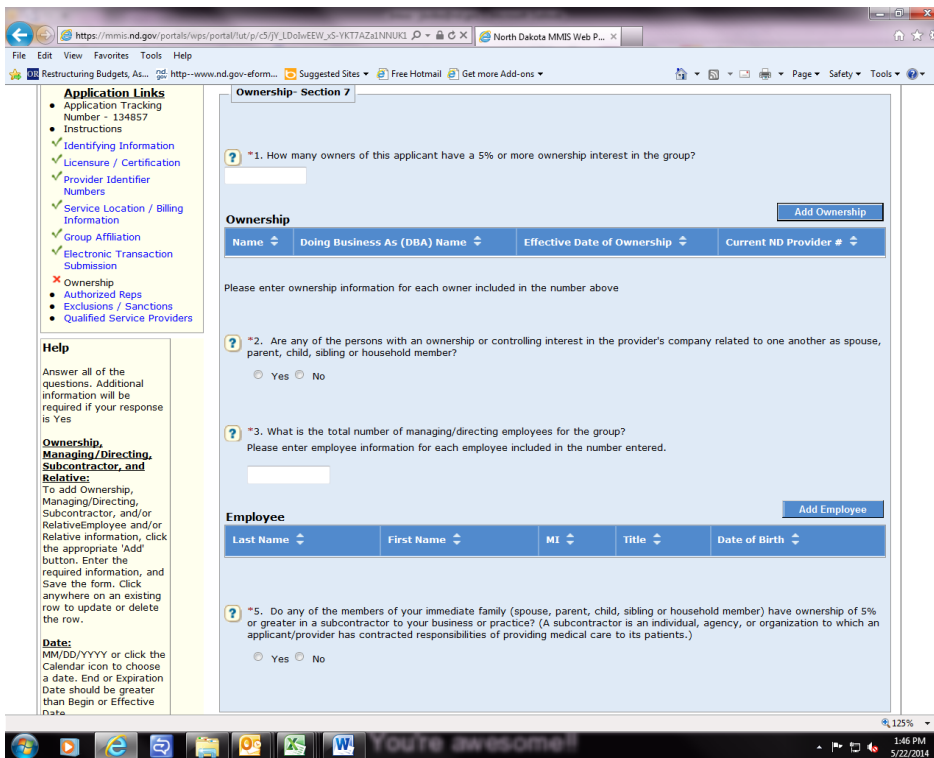 https://mmis.nd.gov/portals/wps/portal/!ut/p/c5/jY_LDoIwEEW_xS-YKT7AZa1NNUK1
North Dakota MMIS Web P...
File Edit View Favorites Tools Help
Restructuring Budgets, As... http--www.nd.gov-eform... Suggested Sites Free Hotmail Get more Add-ons Page Safety Tools
Application Links
Application Tracking
Number - 134857
Instructions
Identifying Information
Licensure / Certification
Provider Identifier
Numbers
Service Location / Billing
Information
Group Affiliation
Electronic Transaction
Submission
Ownership
Authorized Reps
Exclusions / Sanctions
Qualified Service Providers
Help
Answer all of the
questions. Additional
information will be
required if your response
is Yes
Ownership,
Managing/Directing,
Subcontractor, and
Relative:
To add Ownership,
Managing/Directing,
Subcontractor, and/or
RelativeEmployee and/or
Relative information, click
the appropriate 'Add'
button. Enter the
required information, and
Save the form. Click
anywhere on an existing
row to update or delete
the row.
Date:
MM/DD/YYYY or click the
Calendar icon to choose
a date. End or Expiration
Date should be greater
than Begin or Effective
Date
Ownership- Section 7
*1. How many owners of this applicant have a 5% or more ownership interest in the group?
Add Ownership
Ownership
Name Doing Business As (DBA) Name Effective Date of Ownership Current ND Provider #
Please enter ownership information for each owner included in the number above
*2. Are any of the persons with an ownership or controlling interest in the provider's company related to one another as spouse,
parent, child, sibling or household member?
Yes No
*3. What is the total number of managing/directing employees for the group?
Please enter employee information for each employee included in the number entered.
Add Employee
Employee
Last Name First Name MI Title Date of Birth
*5. Do any of the members of your immediate family (spouse, parent, child, sibling or household member) have ownership of 5%
or greater in a subcontractor to your business or practice? (A subcontractor is an individual, agency, or organization to which an
applicant/provider has contracted responsibilities of providing medical care to its patients.)
Yes No
125%
You're awesome!!
1:46 PM
5/22/2014